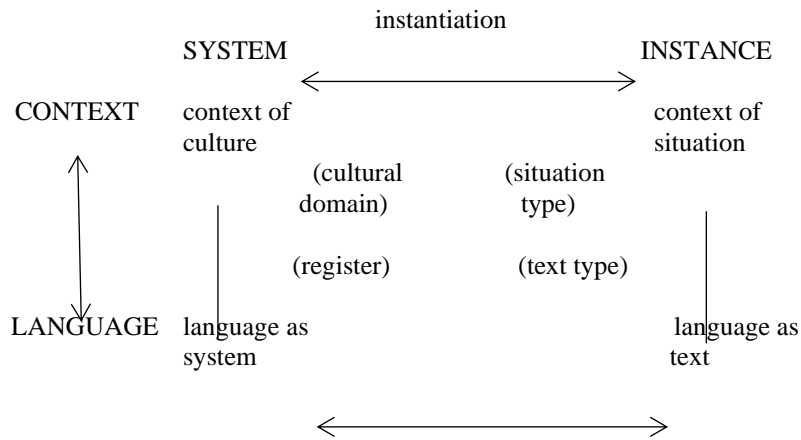 instantiation
SYSTEM INSTANCE
CONTEXT context of culture context of situation
(cultural domain) (situation type)
(register) (text type)
LANGUAGE language as system language as text